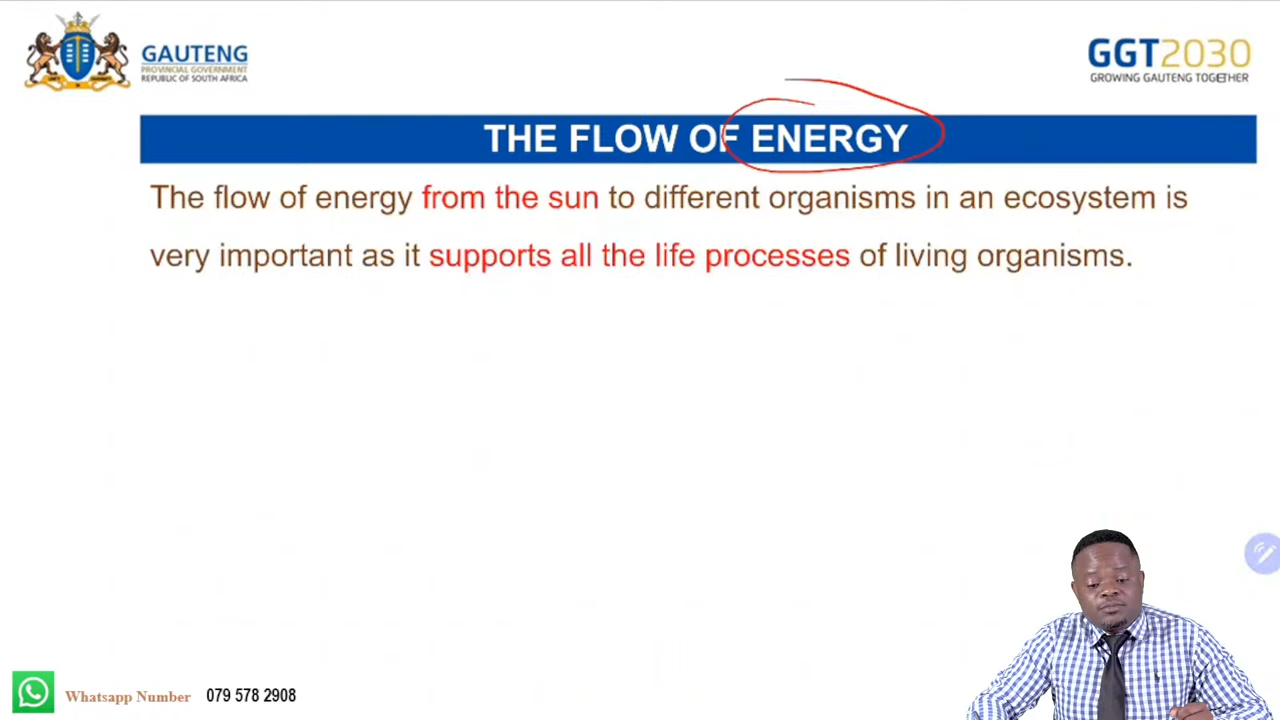 GAUTENG
PROVINCIAL GOVERNMENT
REPUBLIC OF SOUTH AFRICA
GGT2030
GROWING GAUTENG TOGETHER
THE FLOW OF ENERGY
The flow of energy from the sun to different organisms in an ecosystem is
very important as it supports all the life processes of living organisms.
Whatsapp Number 079 578 2908